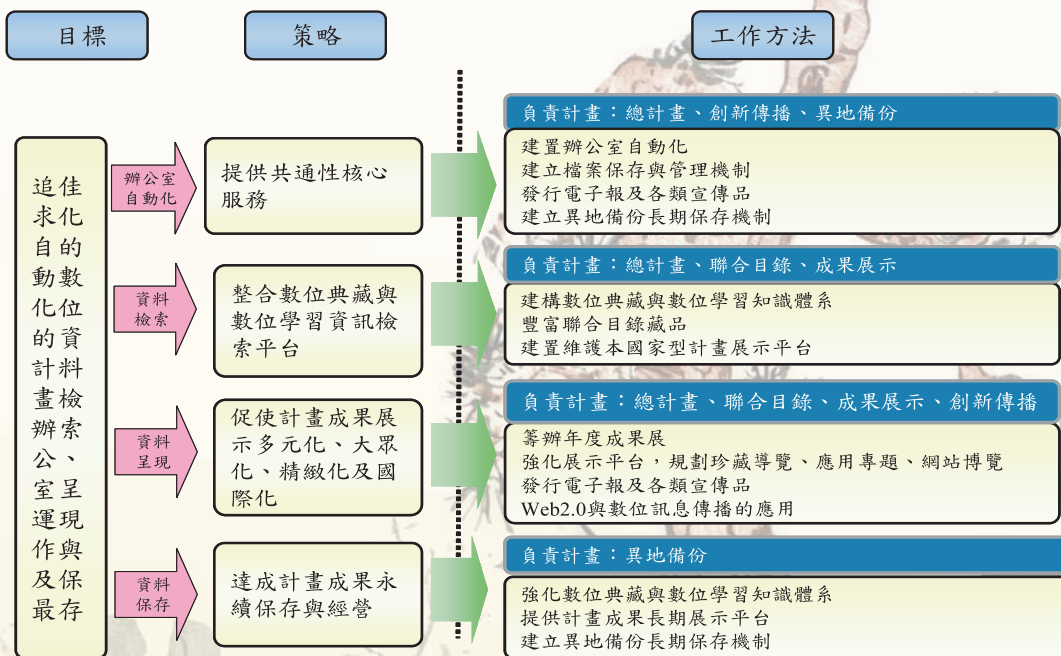 目標
策略
工作方法
追求自動化的計畫辦公室運作及最
佳化的數位資料檢索、呈現與保存
辦公室
自動化
提供共通性核心
服務
負責計畫：總計畫、創新傳播、異地備份
建置辦公室自動化
建立檔案保存與管理機制
發行電子報及各類宣傳品
建立異地備份長期保存機制
資料
檢索
整合數位典藏與
數位學習資訊檢
索平台
負責計畫：總計畫、聯合目錄、成果展示
建構數位典藏與數位學習知識體系
豐富聯合目錄藏品
建置維護本國家型計畫展示平台
資料
呈現
促使計畫成果展
示多元化、大眾
化、精緻化及國
際化
負責計畫：總計畫、聯合目錄、成果展示、創新傳播
籌辦年度成果展
強化展示平台，規劃珍藏導覽、應用專題、網站博覽
發行電子報及各類宣傳品
Web2.0與數位訊息傳播的應用
資料
保存
達成計畫成果永
續保存與經營
負責計畫：異地備份
強化數位典藏與數位學習知識體系
提供計畫成果長期展示平台
建立異地備份長期保存機制